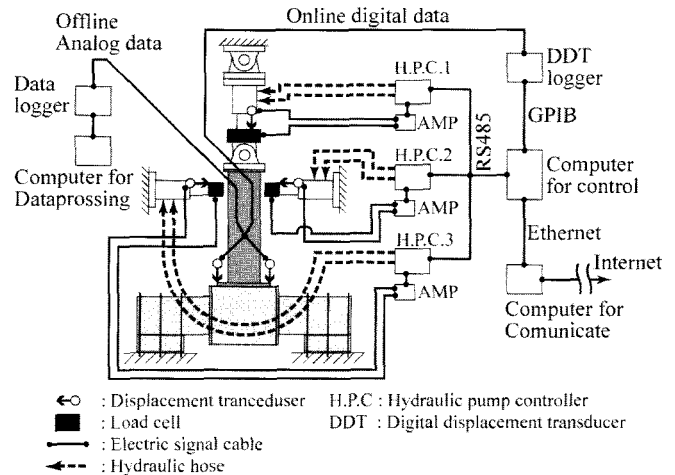 Offline
Analog data
Online digital data
Data
logger
Computer for
Dataprossing
H.P.C.1
AMP
H.P.C.2
AMP
H.P.C.3
AMP
RS485
DDT
logger
GPIB
Computer
for control
Ethernet
Internet
Computer for
Comunicate
: Displacement tranceduser
: Load cell
: Electric signal cable
: Hydraulic hose
H.P.C : Hydraulic pump controller
DDT : Digital displacement transducer